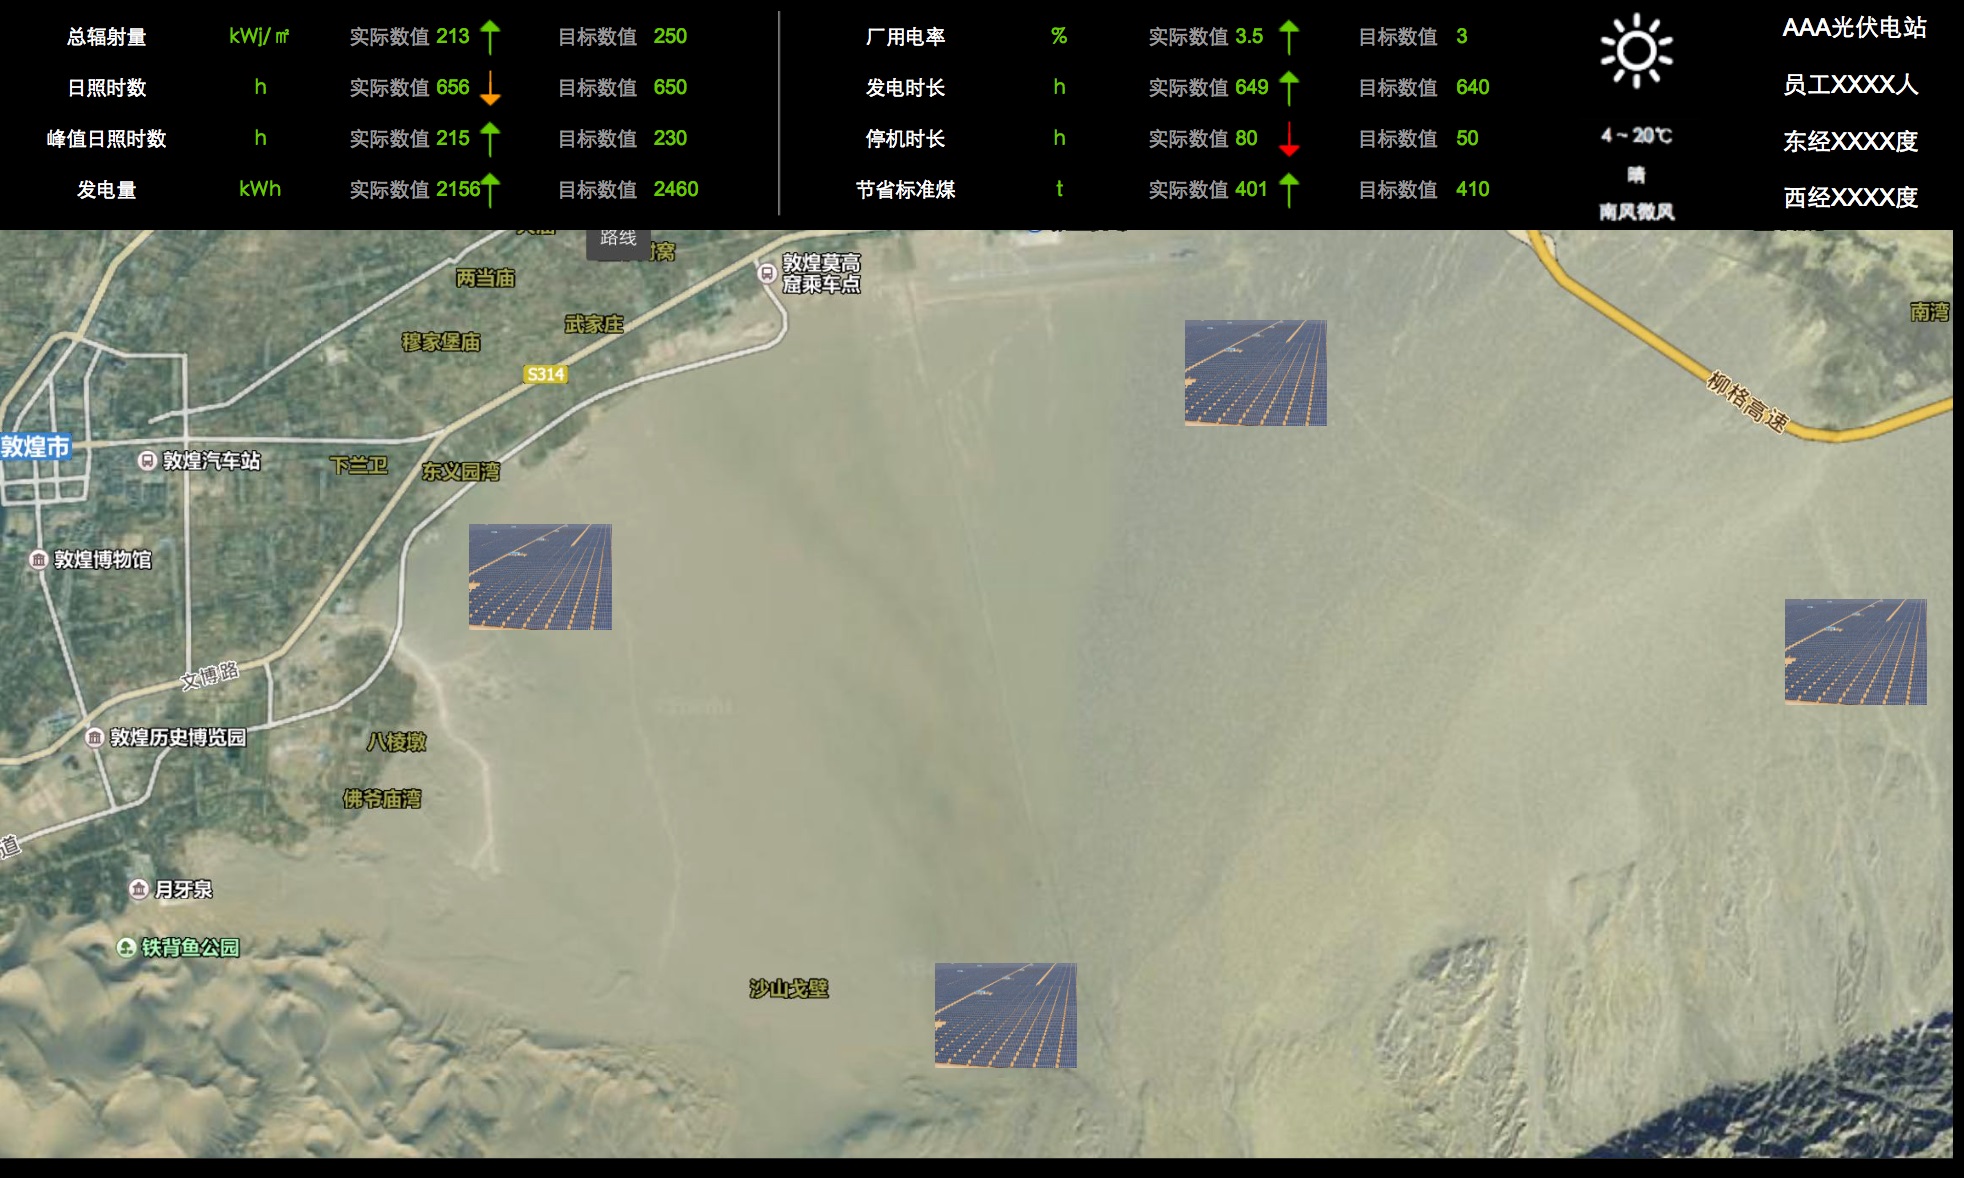 总辐射量 kWj/㎡ 实际数值 213 目标数值 250
日照时数 h 实际数值 656 目标数值 650
峰值日照时数 h 实际数值 215 目标数值 230
发电量 kWh 实际数值 2156 目标数值 2460
厂用电率 % 实际数值 3.5 目标数值 3
发电时长 h 实际数值 649 目标数值 640
停机时长 h 实际数值 80 目标数值 50
节省标准煤 t 实际数值 401 目标数值 410
4～20℃
晴
南风微风
AAA光伏电站
员工XXXX人
东经XXXX度
西经XXXX度
路线
窝
敦煌莫高
窟乘车点
两当庙
南湾
武家庄
穆家堡庙
S314
柳格高速
敦煌市
敦煌汽车站
下兰卫
东义园湾
敦煌博物馆
文博路
敦煌历史博览园
八棱墩
佛爷庙湾
道
月牙泉
铁背鱼公园
沙山戈壁